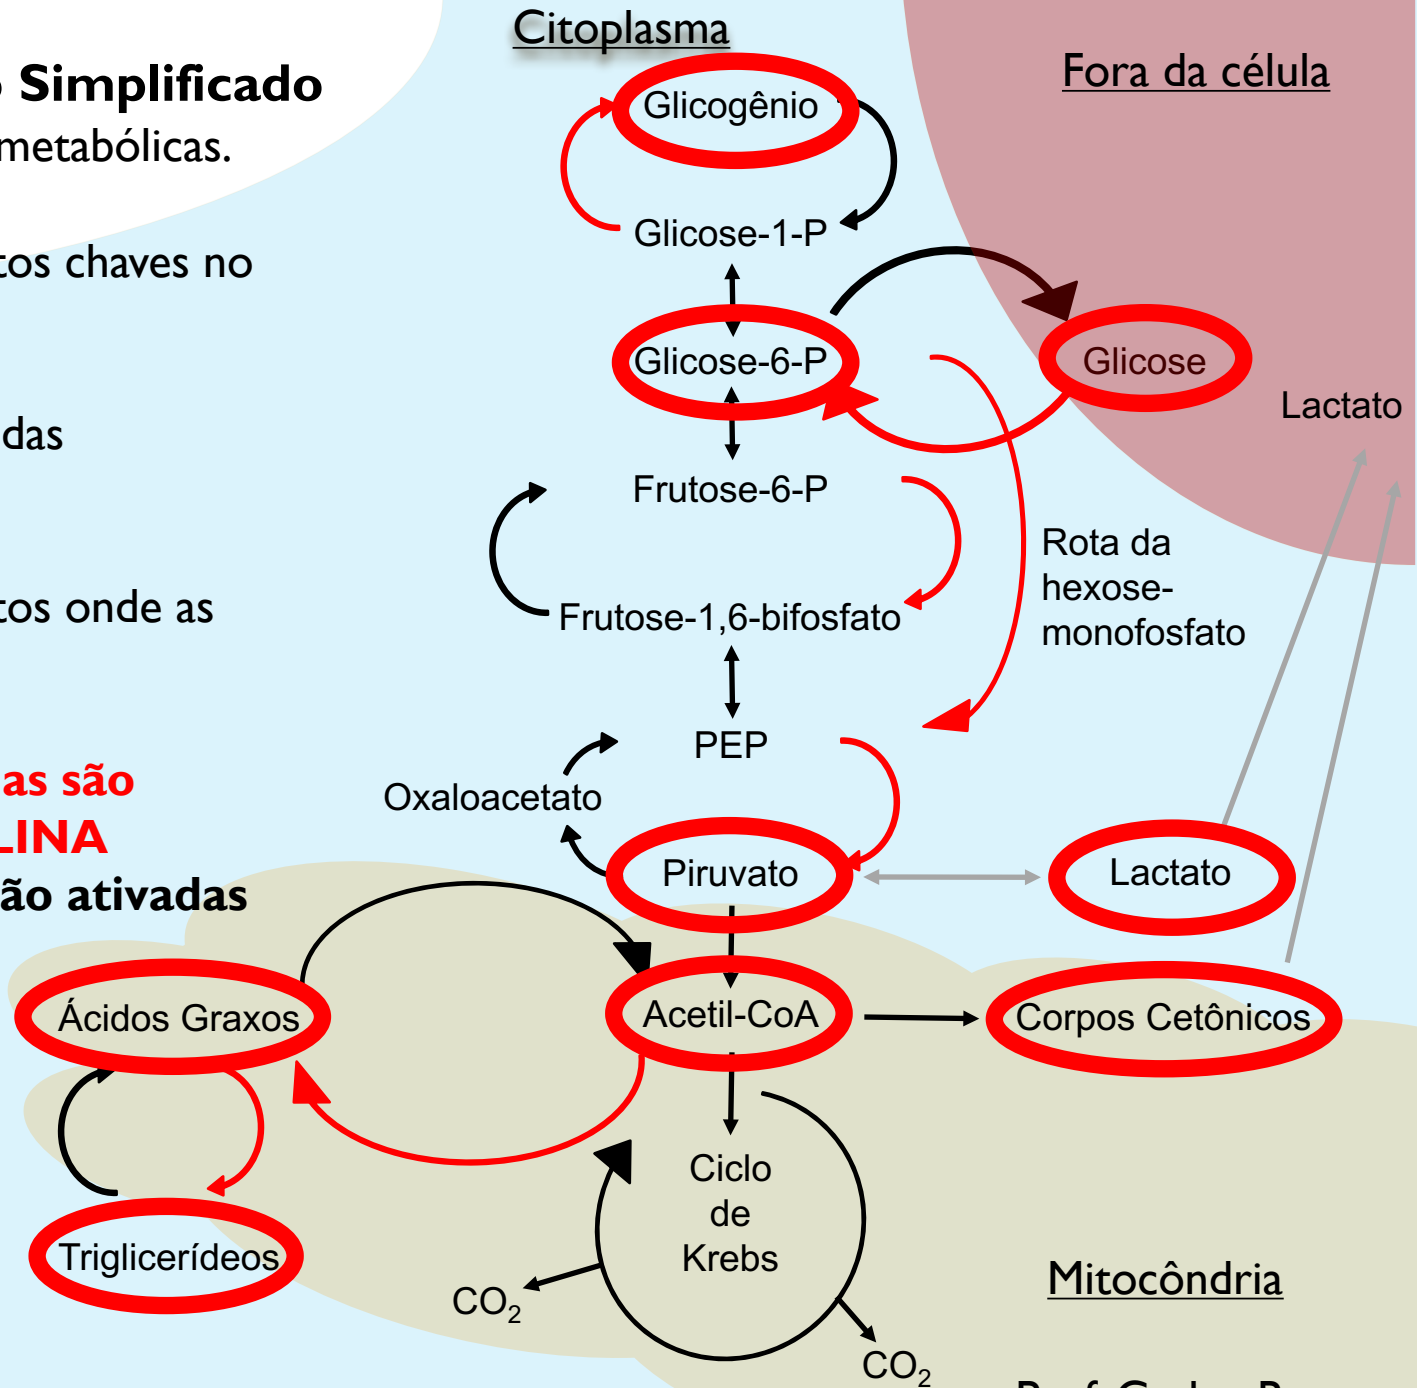 Citoplasma
Fora da célula
Simplificado
metabólicas.
Glicogênio
Glicose-1-P
chaves no
Glicose-6-P
Glicose
Lactato
das
Frutose-6-P
Rota da
hexose-
monofosfato
tos onde as
Frutose-1,6-bifosfato
PEP
as são
Oxaloacetato
LINA
Piruvato
Lactato
ão ativadas
Ácidos Graxos
Acetil-CoA
Corpos Cetônicos
Ciclo
de
Krebs
Triglicerídeos
Mitocôndria
CO₂
CO₂